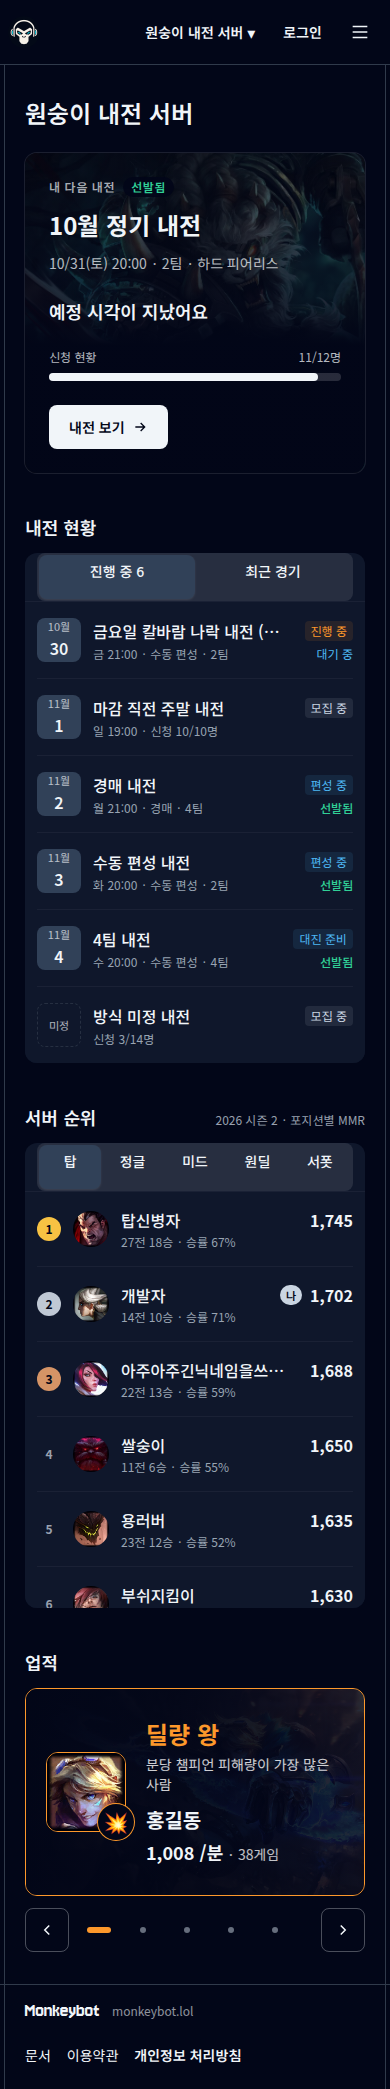 원숭이 내전 서버 ▾ 로그인
원숭이 내전 서버
내 다음 내전 선발됨
10월 정기 내전
10/31(토) 20:00 · 2팀 · 하드 피어리스
예정 시각이 지났어요
신청 현황 11/12명
내전 보기 →
내전 현황
진행 중 6 최근 경기
10월 30 금요일 칼바람 나락 내전 (… 진행 중
금 21:00 · 수동 편성 · 2팀 대기 중
11월 1 마감 직전 주말 내전 모집 중
일 19:00 · 신청 10/10명
11월 2 경매 내전 편성 중
월 21:00 · 경매 · 4팀 선발됨
11월 3 수동 편성 내전 편성 중
화 20:00 · 수동 편성 · 2팀 선발됨
11월 4 4팀 내전 대진 준비
수 20:00 · 수동 편성 · 4팀 선발됨
미정 방식 미정 내전 모집 중
신청 3/14명
서버 순위 2026 시즌 2 · 포지션별 MMR
탑 정글 미드 원딜 서폿
1 탑신병자 1,745
27전 18승 · 승률 67%
2 개발자 나 1,702
14전 10승 · 승률 71%
3 아주아주긴닉네임을쓰… 1,688
22전 13승 · 승률 59%
4 쌀숭이 1,650
11전 6승 · 승률 55%
5 용러버 1,635
23전 12승 · 승률 52%
6 부쉬지킴이 1,630
업적
딜량 왕
분당 챔피언 피해량이 가장 많은
사람
홍길동
1,008 /분 · 38게임
Monkeybot monkeybot.lol
문서 이용약관 개인정보 처리방침